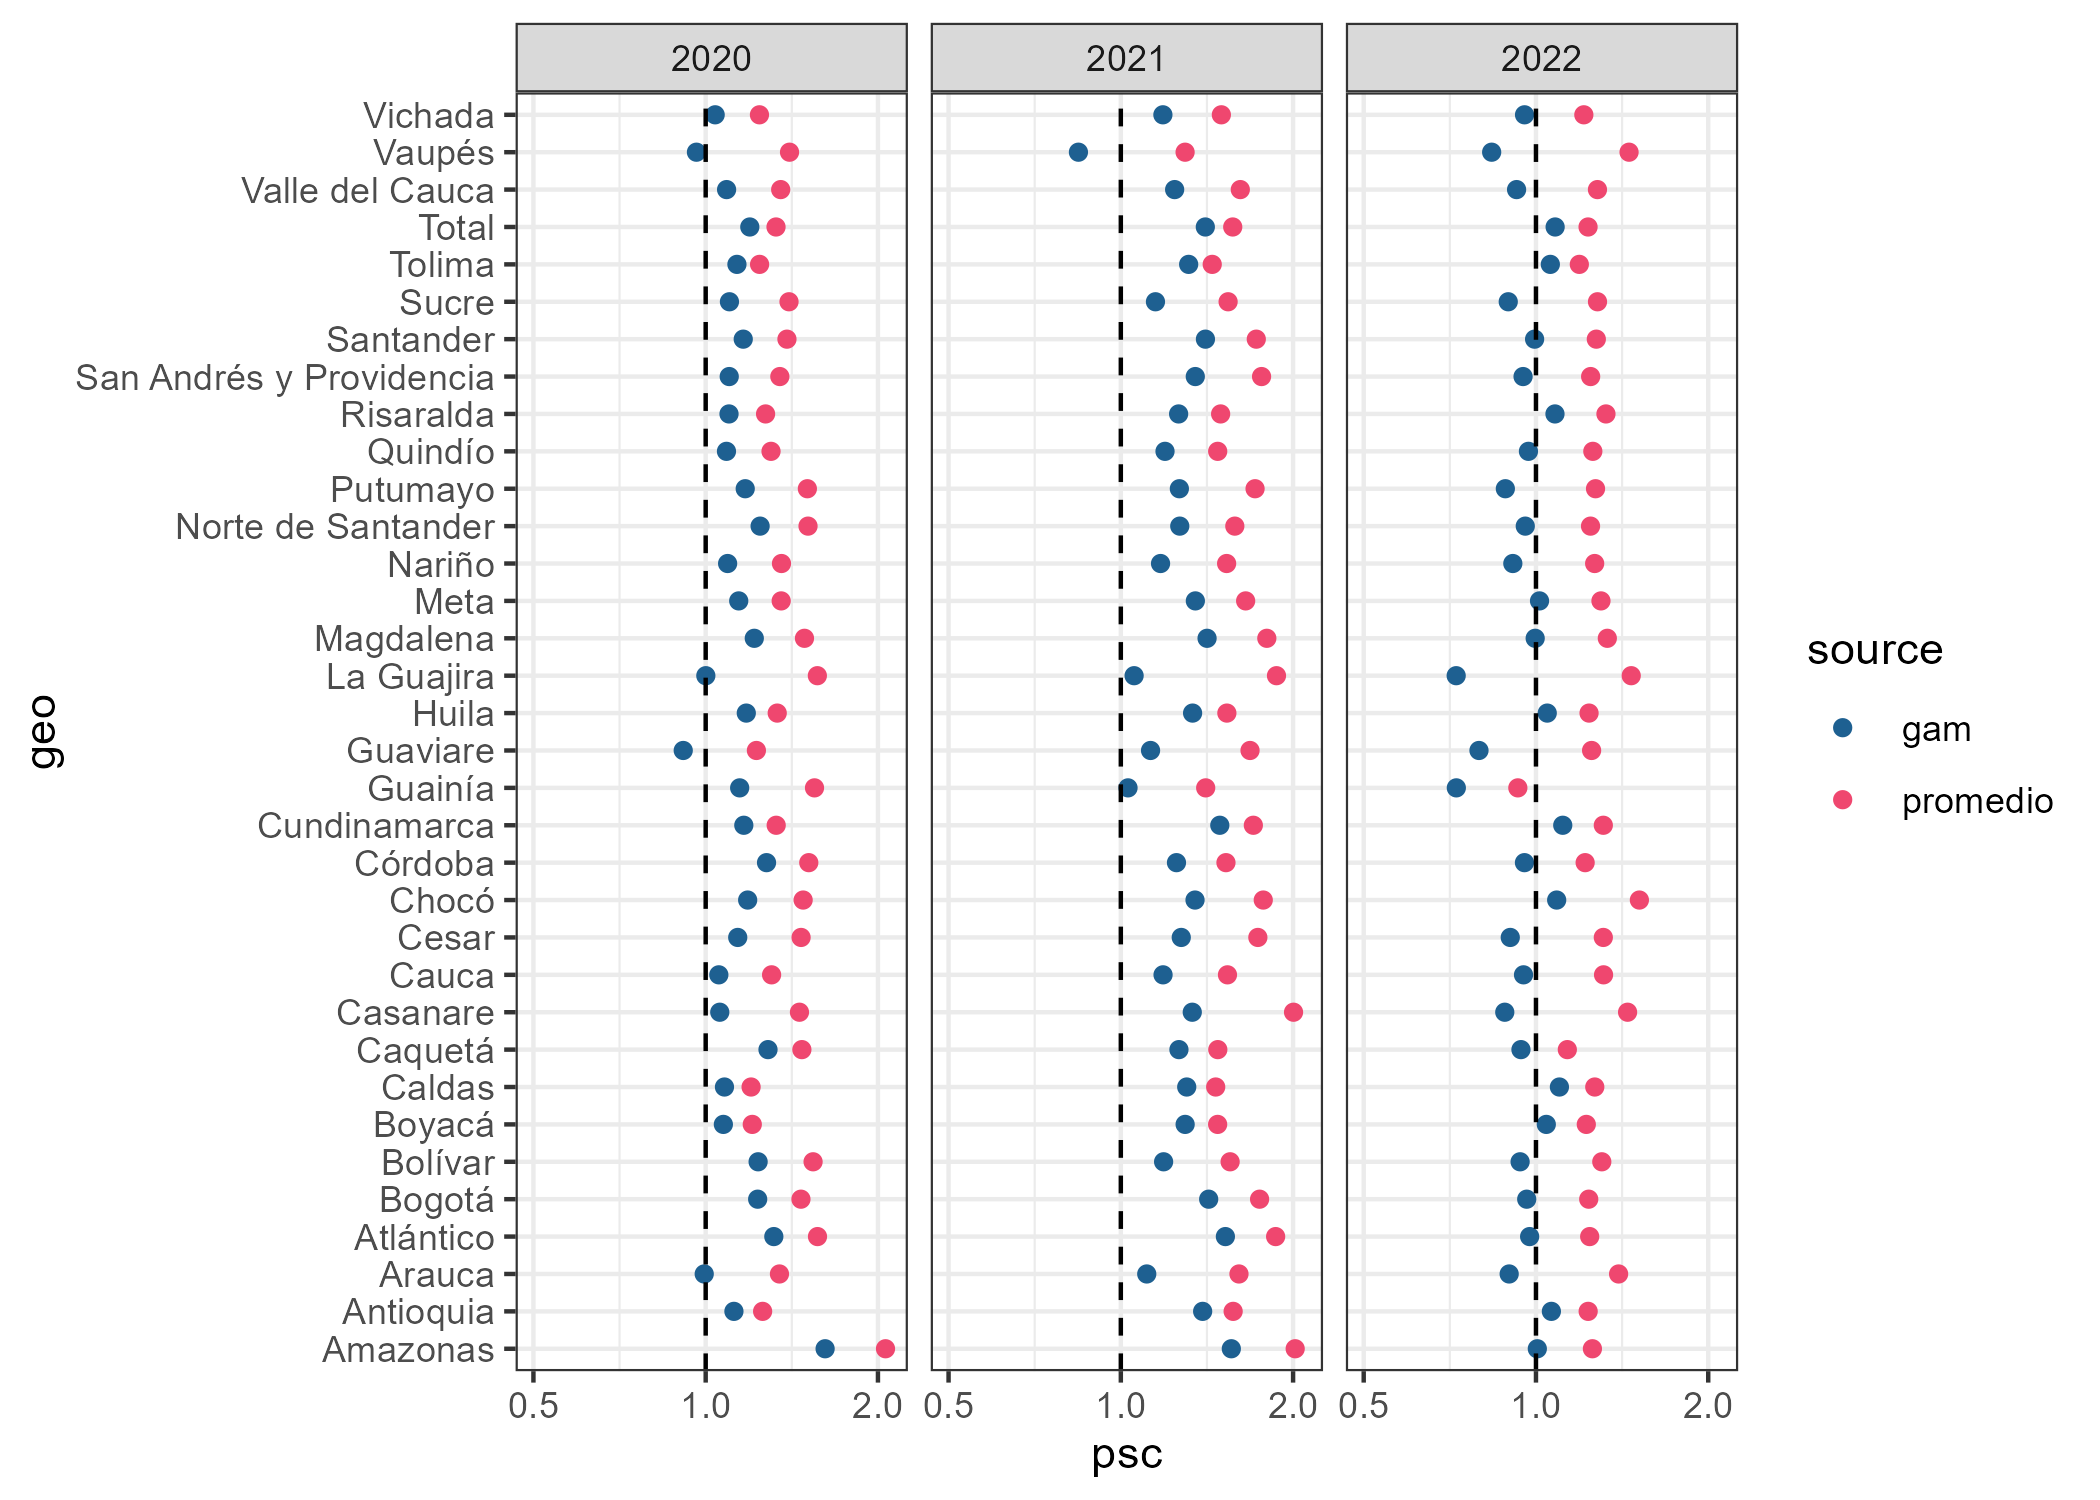 2020 2021 2022
Vichada
Vaupés
Valle del Cauca
Total
Tolima
Sucre
Santander
San Andrés y Providencia
Risaralda
Quindío
Putumayo
Norte de Santander
Nariño
Meta
Magdalena
La Guajira
Huila
Guaviare
Guainía
Cundinamarca
Córdoba
Chocó
Cesar
Cauca
Casanare
Caquetá
Caldas
Boyacá
Bolívar
Bogotá
Atlántico
Arauca
Antioquia
Amazonas
geo
0.5 1.0 2.0 0.5 1.0 2.0 0.5 1.0 2.0
psc
source
gam
promedio